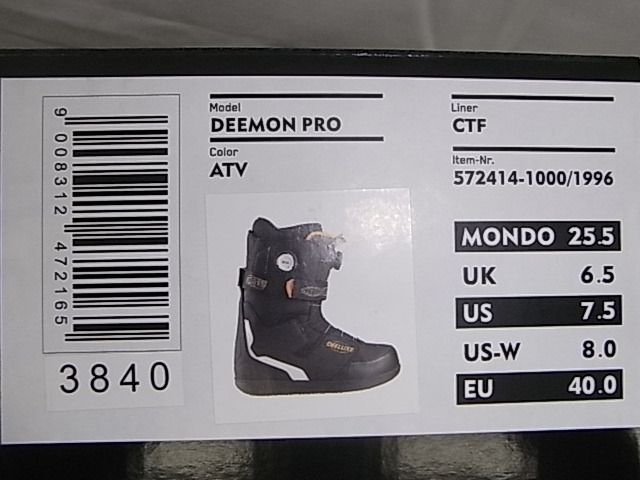 9 008312 472165
3840
Model
DEEMON PRO
Color
ATV
DEELUXE
Liner
CTF
Item-Nr.
572414-1000/1996
MONDO 25.5
UK 6.5
US 7.5
US-W 8.0
EU 40.0